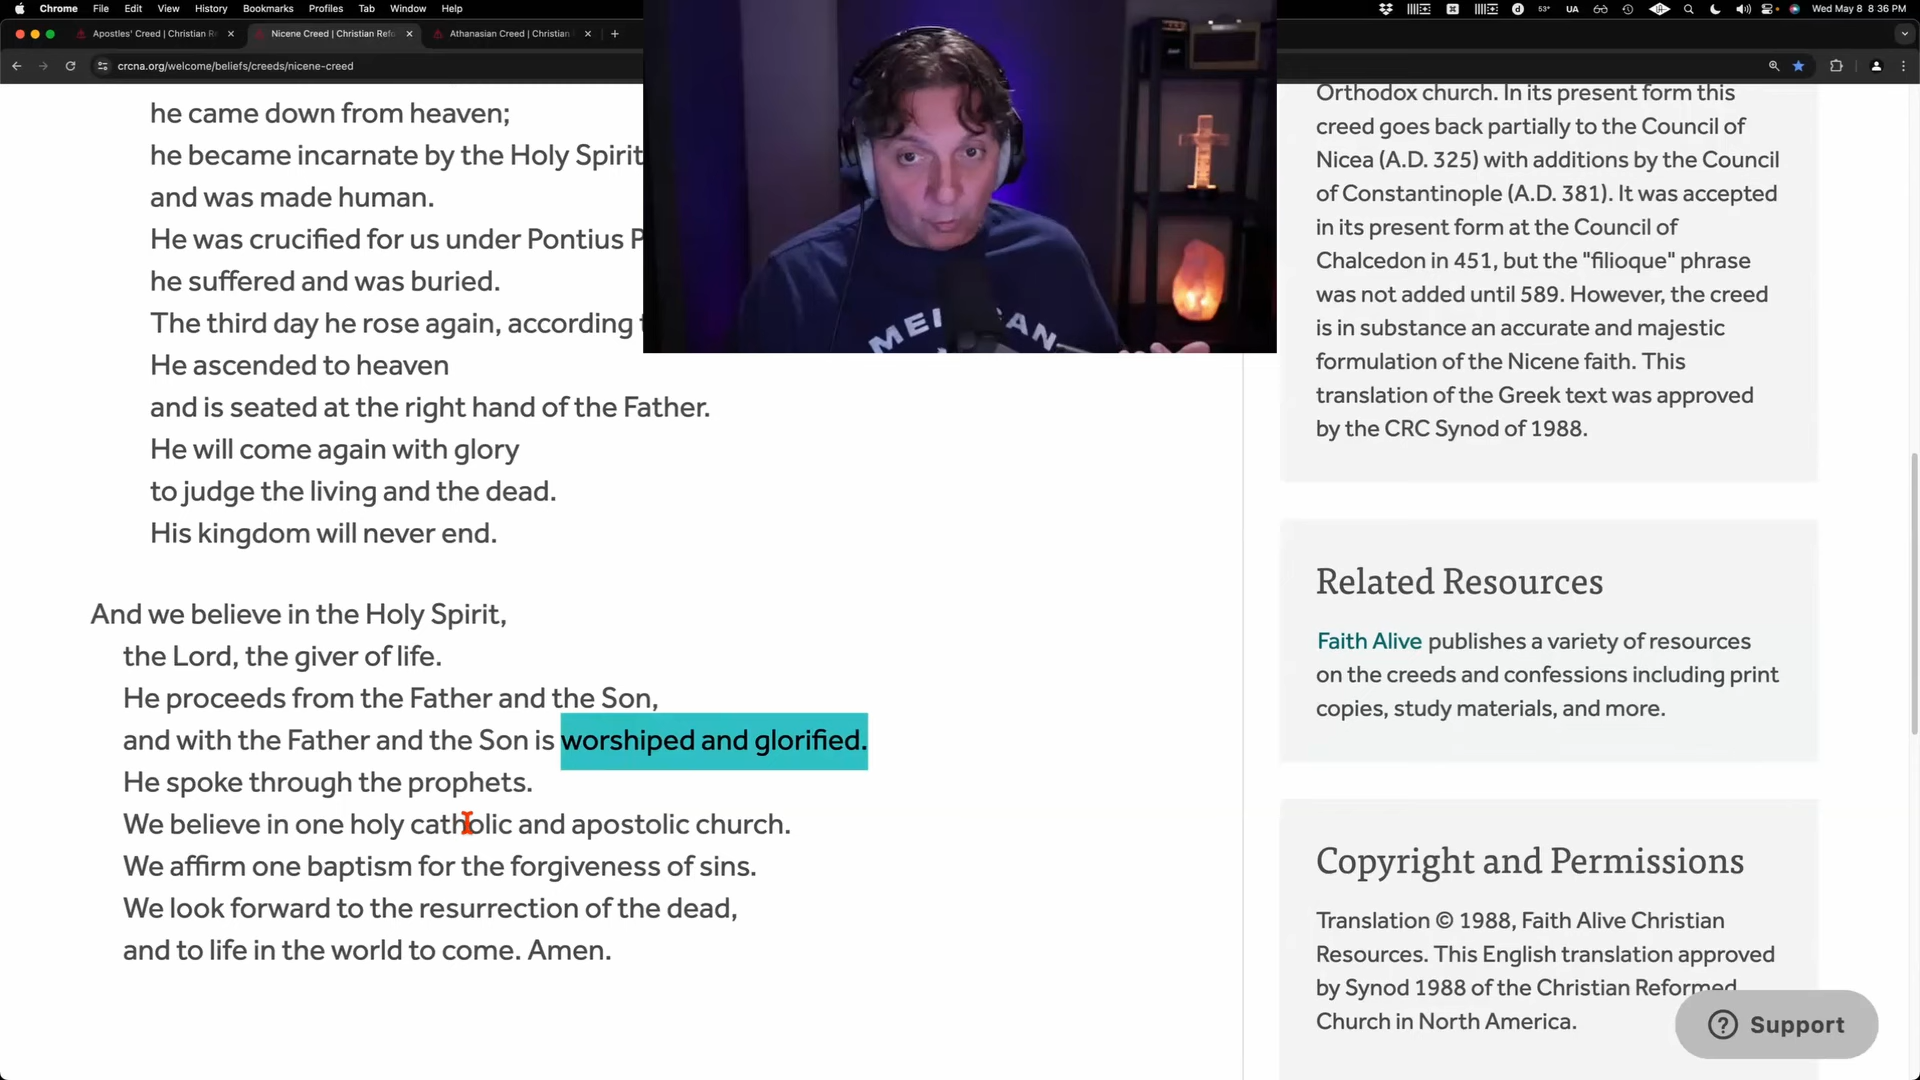 Chrome File Edit View History Bookmarks Profiles Tab Window Help
53° UA Wed May 8 8:36 PM
Apostles' Creed | Christian Re
Nicene Creed | Christian Refo
Athanasian Creed | Christian
crcna.org/welcome/beliefs/creeds/nicene-creed
he came down from heaven;
he became incarnate by the Holy Spirit
and was made human.
He was crucified for us under Pontius P
he suffered and was buried.
The third day he rose again, according
He ascended to heaven
and is seated at the right hand of the Father.
He will come again with glory
to judge the living and the dead.
His kingdom will never end.
And we believe in the Holy Spirit,
the Lord, the giver of life.
He proceeds from the Father and the Son,
and with the Father and the Son is worshiped and glorified.
He spoke through the prophets.
We believe in one holy catholic and apostolic church.
We affirm one baptism for the forgiveness of sins.
We look forward to the resurrection of the dead,
and to life in the world to come. Amen.
Orthodox church. In its present form this
creed goes back partially to the Council of
Nicea (A.D. 325) with additions by the Council
of Constantinople (A.D. 381). It was accepted
in its present form at the Council of
Chalcedon in 451, but the "filioque" phrase
was not added until 589. However, the creed
is in substance an accurate and majestic
formulation of the Nicene faith. This
translation of the Greek text was approved
by the CRC Synod of 1988.
Related Resources
Faith Alive publishes a variety of resources
on the creeds and confessions including print
copies, study materials, and more.
Copyright and Permissions
Translation © 1988, Faith Alive Christian
Resources. This English translation approved
by Synod 1988 of the Christian Reformed
Church in North America.
Support